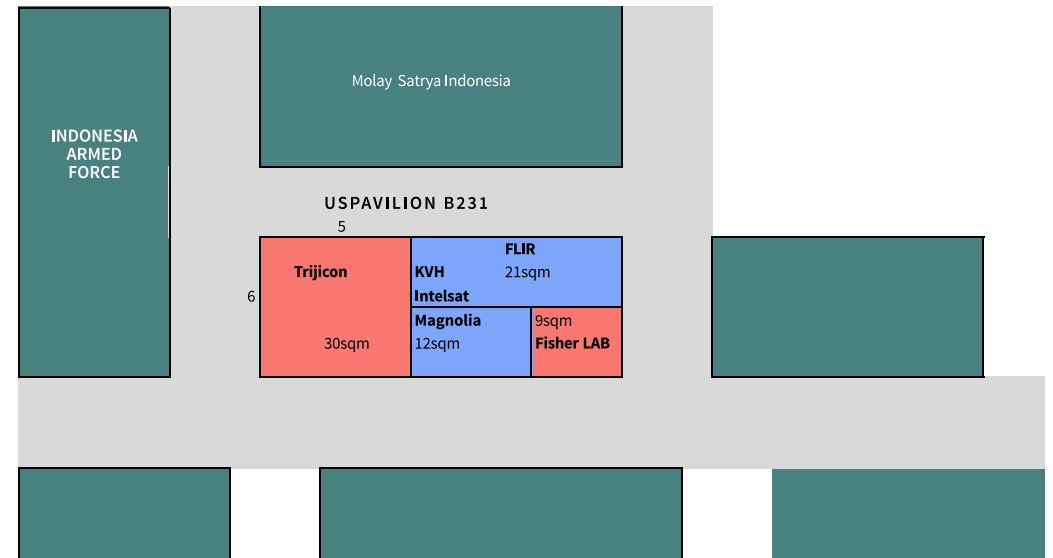 Molay Satrya Indonesia
INDONESIA
ARMED
FORCE
USPAVILION B231
5
6
Trijicon
30sqm
FLIR
KVH 21sqm
Intelsat
Magnolia
12sqm
9sqm
Fisher LAB